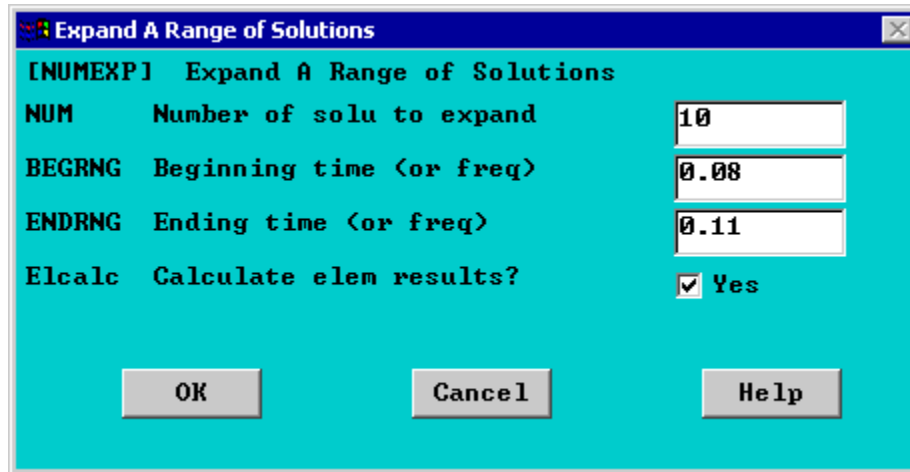 Expand A Range of Solutions
[NUMEXP] Expand A Range of Solutions
NUM Number of solu to expand 10
BEGRNG Beginning time (or freq) 0.08
ENDRNG Ending time (or freq) 0.11
Elcalc Calculate elem results? Yes
OK Cancel Help